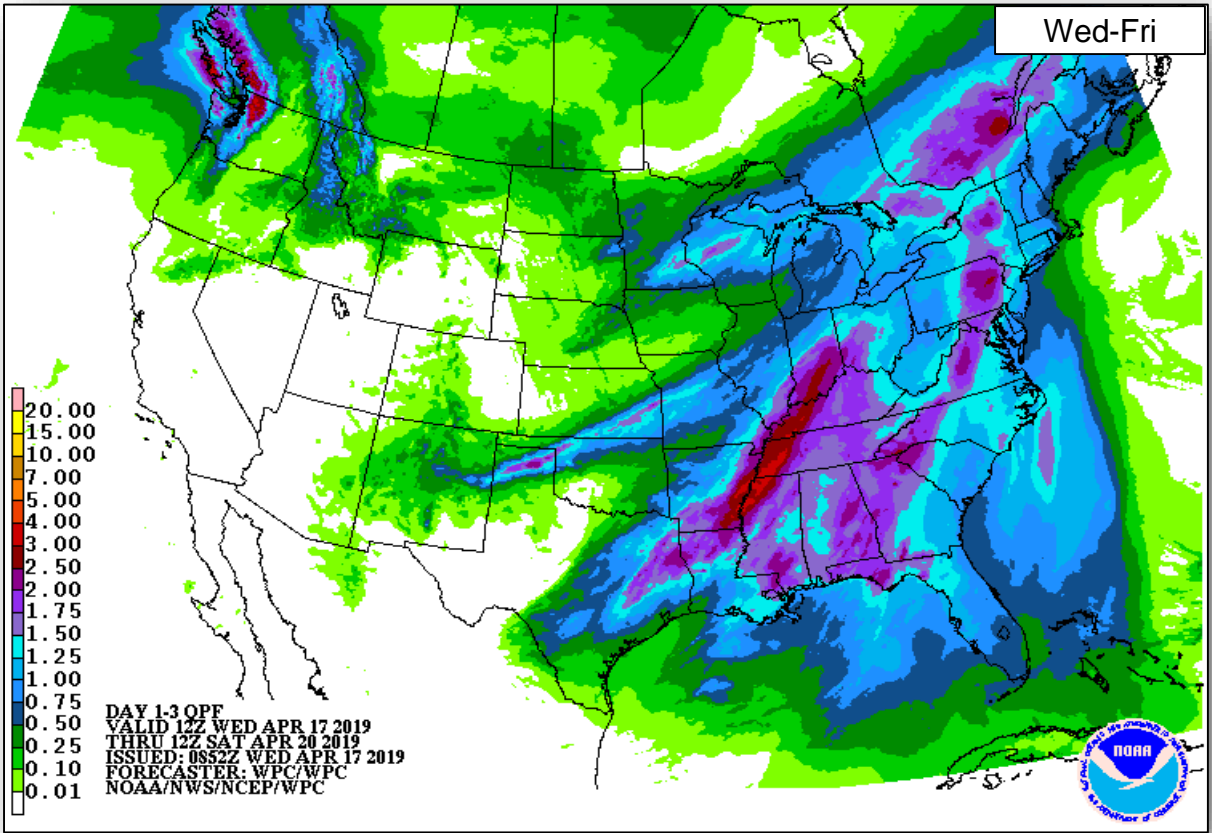 Wed-Fri
20.00
15.00
10.00
7.00
5.00
4.00
3.00
2.50
2.00
1.75
1.50
1.25
1.00
0.75
0.50
0.25
0.10
0.01
DAY 1-3 QPF
VALID 12Z WED APR 17 2019
THRU 12Z SAT APR 20 2019
ISSUED: 0852Z WED APR 17 2019
FORECASTER: WPC/WPC
NOAA/NWS/NCEP/WPC
NOAA